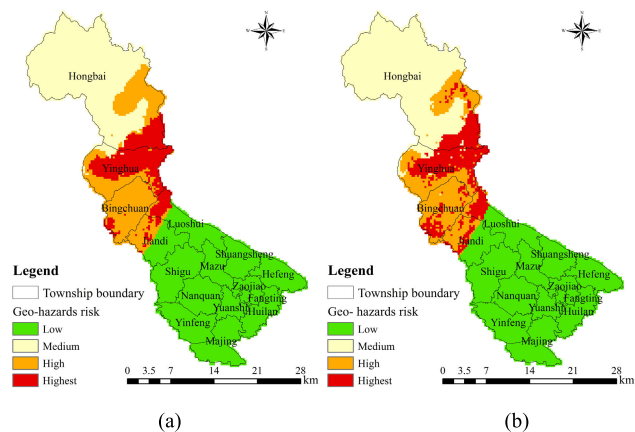 N
W
E
S
Hongbai
Yinghua
Bingchuan
Jiandi
Luoshui
Shuangsheng
Mazu
Hefeng
Shigu
Zaojiao
Nanquan
Fangting
Yuanshi
Huilan
Yinfeng
Majing
Legend
Township boundary
Geo-hazards risk
Low
Medium
High
Highest
0 3.5 7 14 21 28
km
(a)
N
W
E
S
Hongbai
Yinghua
Bingchuan
Jiandi
Luoshui
Shuangsheng
Mazu
Hefeng
Shigu
Zaojiao
Nanquan
Fangting
Yuanshi
Huilan
Yinfeng
Majing
Legend
Township boundary
Geo- hazards risk
Low
Medium
High
Highest
0 3.5 7 14 21 28
km
(b)